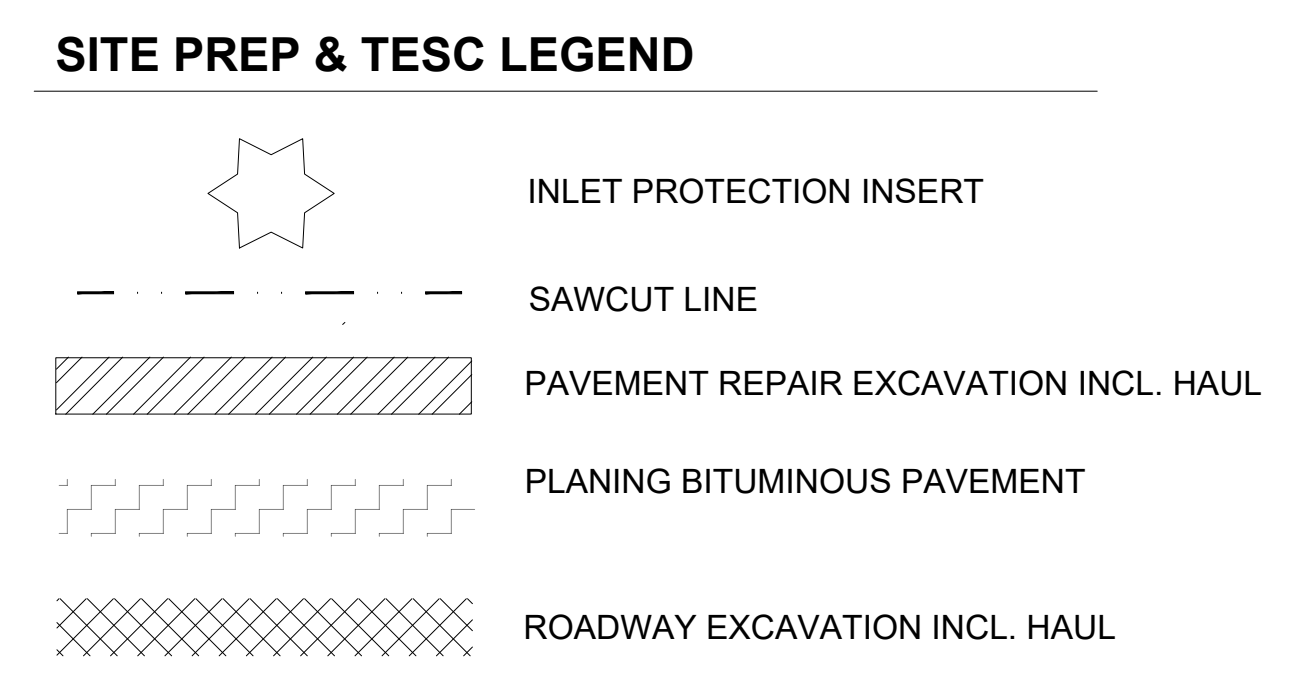 SITE PREP & TESC LEGEND
INLET PROTECTION INSERT
SAWCUT LINE
PAVEMENT REPAIR EXCAVATION INCL. HAUL
PLANING BITUMINOUS PAVEMENT
ROADWAY EXCAVATION INCL. HAUL